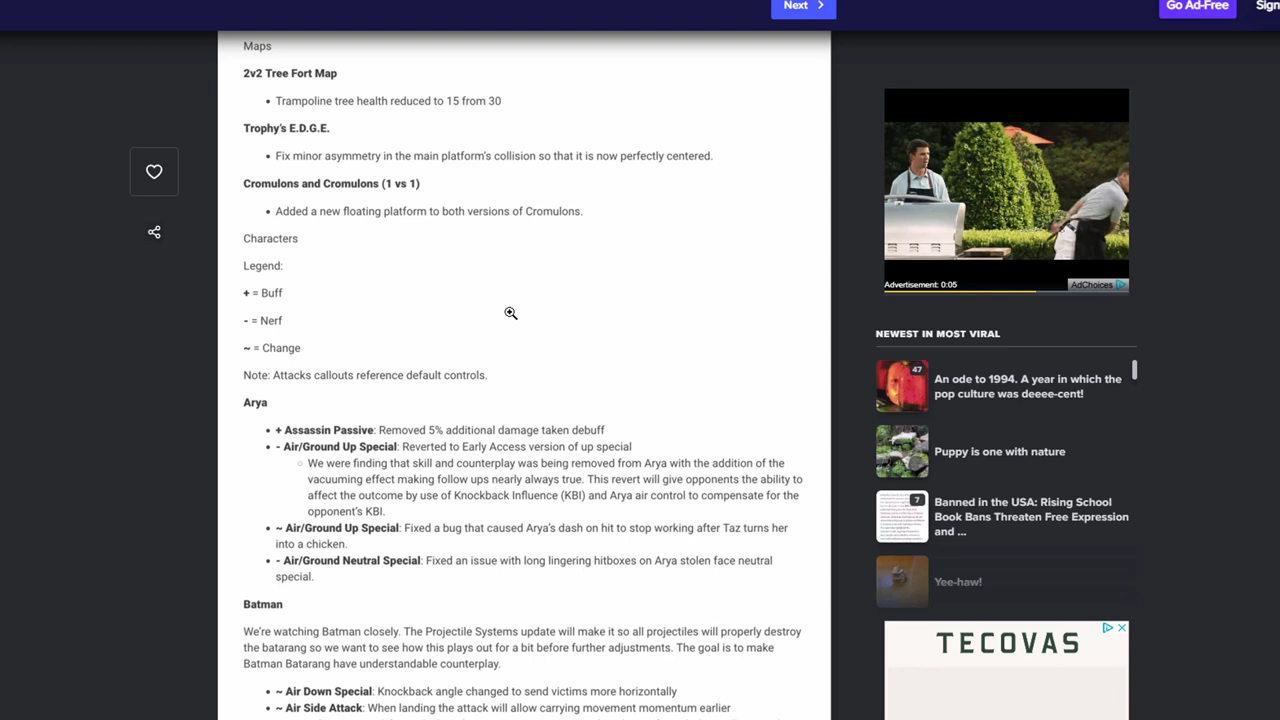 Next
Go Ad-Free
Sign
Maps
2v2 Tree Fort Map
• Trampoline tree health reduced to 15 from 30
Trophy's E.D.G.E.
• Fix minor asymmetry in the main platform's collision so that it is now perfectly centered.
Cromulons and Cromulons (1 vs 1)
• Added a new floating platform to both versions of Cromulons.
Characters
Legend:
+ = Buff
- = Nerf
~ = Change
Note: Attacks callouts reference default controls.
Arya
• + Assassin Passive: Removed 5% additional damage taken debuff
• - Air/Ground Up Special: Reverted to Early Access version of up special
○ We were finding that skill and counterplay was being removed from Arya with the addition of the
vacuuming effect making follow ups nearly always true. This revert will give opponents the ability to
affect the outcome by use of Knockback Influence (KBI) and Arya air control to compensate for the
opponent's KBI.
• ~ Air/Ground Up Special: Fixed a bug that caused Arya's dash on hit to stop working after Taz turns her
into a chicken.
• - Air/Ground Neutral Special: Fixed an issue with long lingering hitboxes on Arya stolen face neutral
special.
Batman
We're watching Batman closely. The Projectile Systems update will make it so all projectiles will properly destroy
the batarang so we want to see how this plays out for a bit before further adjustments. The goal is to make
Batman Batarang have understandable counterplay.
• ~ Air Down Special: Knockback angle changed to send victims more horizontally
• ~ Air Side Attack: When landing the attack will allow carrying movement momentum earlier
Advertisement: 0:05
AdChoices
NEWEST IN MOST VIRAL
47
An ode to 1994. A year in which the
pop culture was deeee-cent!
Puppy is one with nature
7
Banned in the USA: Rising School
Book Bans Threaten Free Expression
and ...
Yee-haw!
TECOVAS